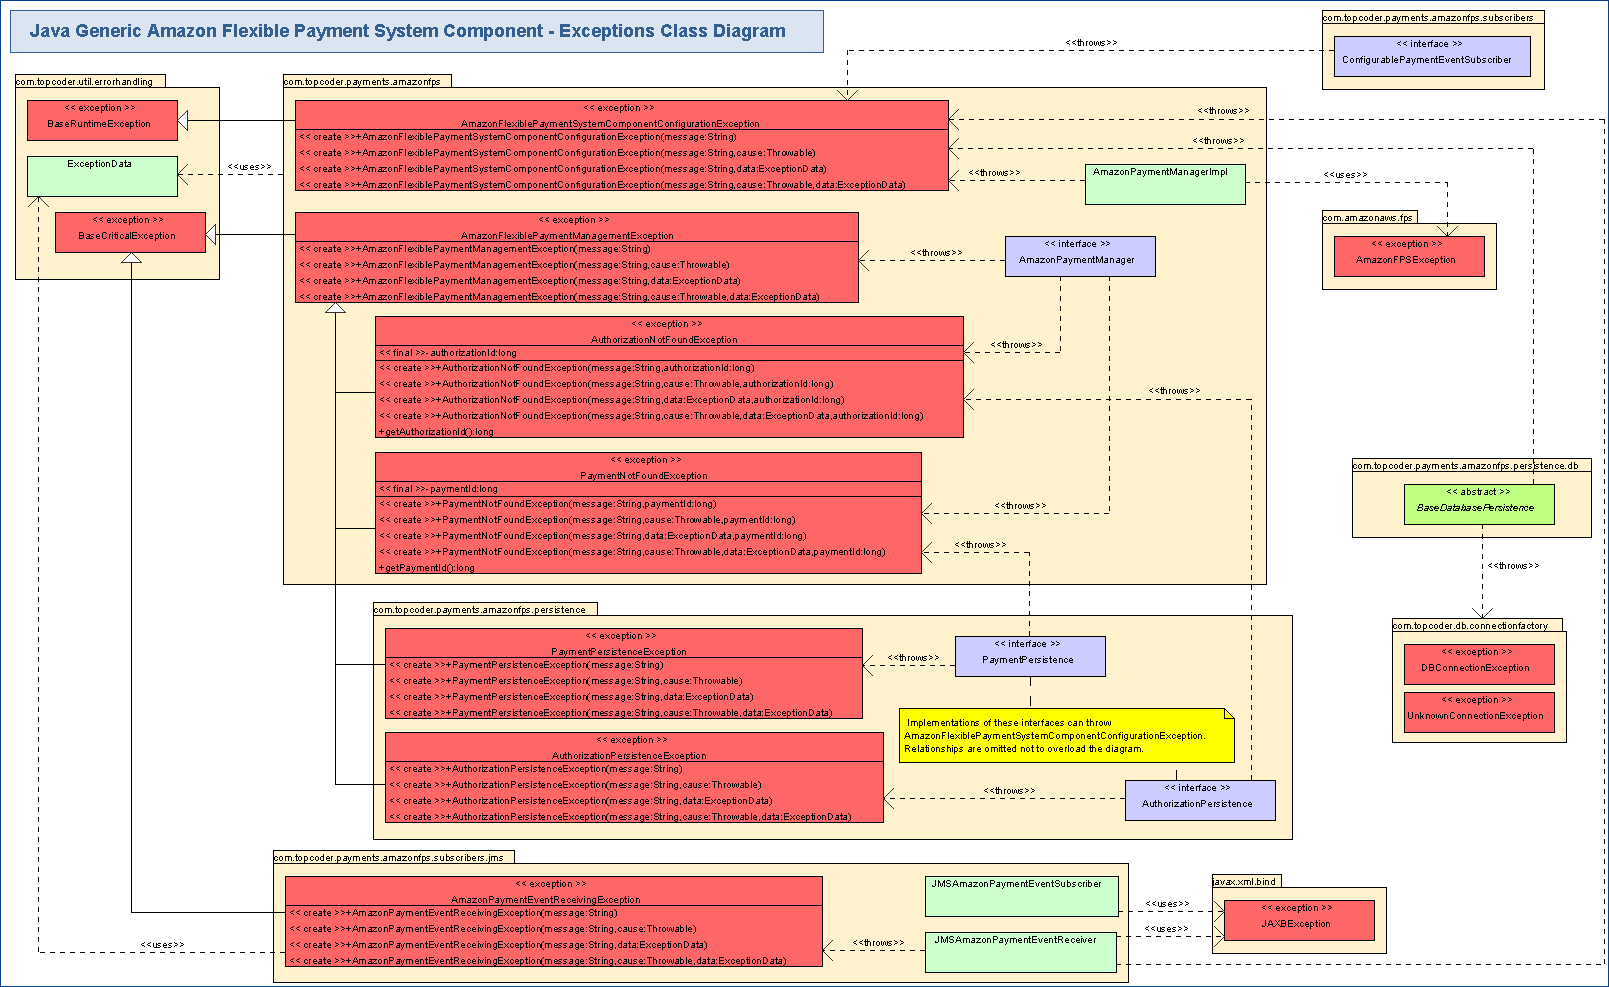 Java Generic Amazon Flexible Payment System Component - Exceptions Class Diagram
com.topcoder.payments.amazonfps.subscribers
<< interface >>
ConfigurablePaymentEventSubscriber
<<throws>>
com.topcoder.util.errorhandling
<< exception >>
BaseRuntimeException
ExceptionData
<< exception >>
BaseCriticalException
<<uses>>
com.topcoder.payments.amazonfps
<< exception >>
AmazonFlexiblePaymentSystemComponentConfigurationException
<< create >>+AmazonFlexiblePaymentSystemComponentConfigurationException(message:String)
<< create >>+AmazonFlexiblePaymentSystemComponentConfigurationException(message:String,cause:Throwable)
<< create >>+AmazonFlexiblePaymentSystemComponentConfigurationException(message:String,data:ExceptionData)
<< create >>+AmazonFlexiblePaymentSystemComponentConfigurationException(message:String,cause:Throwable,data:ExceptionData)
<<throws>>
<<throws>>
<<throws>>
AmazonPaymentManagerImpl
<<uses>>
com.amazonaws.fps
<< exception >>
AmazonFPSException
<< exception >>
AmazonFlexiblePaymentManagementException
<< create >>+AmazonFlexiblePaymentManagementException(message:String)
<< create >>+AmazonFlexiblePaymentManagementException(message:String,cause:Throwable)
<< create >>+AmazonFlexiblePaymentManagementException(message:String,data:ExceptionData)
<< create >>+AmazonFlexiblePaymentManagementException(message:String,cause:Throwable,data:ExceptionData)
<<throws>>
<< interface >>
AmazonPaymentManager
<< exception >>
AuthorizationNotFoundException
<< final >>-authorizationId:long
<< create >>+AuthorizationNotFoundException(message:String,authorizationId:long)
<< create >>+AuthorizationNotFoundException(message:String,cause:Throwable,authorizationId:long)
<< create >>+AuthorizationNotFoundException(message:String,data:ExceptionData,authorizationId:long)
<< create >>+AuthorizationNotFoundException(message:String,cause:Throwable,data:ExceptionData,authorizationId:long)
+getAuthorizationId():long
<<throws>>
<<throws>>
<< exception >>
PaymentNotFoundException
<< final >>-paymentId:long
<< create >>+PaymentNotFoundException(message:String,paymentId:long)
<< create >>+PaymentNotFoundException(message:String,cause:Throwable,paymentId:long)
<< create >>+PaymentNotFoundException(message:String,data:ExceptionData,paymentId:long)
<< create >>+PaymentNotFoundException(message:String,cause:Throwable,data:ExceptionData,paymentId:long)
+getPaymentId():long
<<throws>>
<<throws>>
com.topcoder.payments.amazonfps.persistence.db
<< abstract >>
BaseDatabasePersistence
<<throws>>
com.topcoder.db.connectionfactory
<< exception >>
DBConnectionException
<< exception >>
UnknownConnectionException
com.topcoder.payments.amazonfps.persistence
<< exception >>
PaymentPersistenceException
<< create >>+PaymentPersistenceException(message:String)
<< create >>+PaymentPersistenceException(message:String,cause:Throwable)
<< create >>+PaymentPersistenceException(message:String,data:ExceptionData)
<< create >>+PaymentPersistenceException(message:String,cause:Throwable,data:ExceptionData)
<<throws>>
<< interface >>
PaymentPersistence
Implementations of these interfaces can throw
AmazonFlexiblePaymentSystemComponentConfigurationException.
Relationships are omitted not to overload the diagram.
<< exception >>
AuthorizationPersistenceException
<< create >>+AuthorizationPersistenceException(message:String)
<< create >>+AuthorizationPersistenceException(message:String,cause:Throwable)
<< create >>+AuthorizationPersistenceException(message:String,data:ExceptionData)
<< create >>+AuthorizationPersistenceException(message:String,cause:Throwable,data:ExceptionData)
<<throws>>
<< interface >>
AuthorizationPersistence
com.topcoder.payments.amazonfps.subscribers.jms
<< exception >>
AmazonPaymentEventReceivingException
<< create >>+AmazonPaymentEventReceivingException(message:String)
<< create >>+AmazonPaymentEventReceivingException(message:String,cause:Throwable)
<< create >>+AmazonPaymentEventReceivingException(message:String,data:ExceptionData)
<< create >>+AmazonPaymentEventReceivingException(message:String,cause:Throwable,data:ExceptionData)
<<uses>>
<<throws>>
JMSAmazonPaymentEventSubscriber
JMSAmazonPaymentEventReceiver
<<uses>>
<<uses>>
javax.xml.bind
<< exception >>
JAXBException